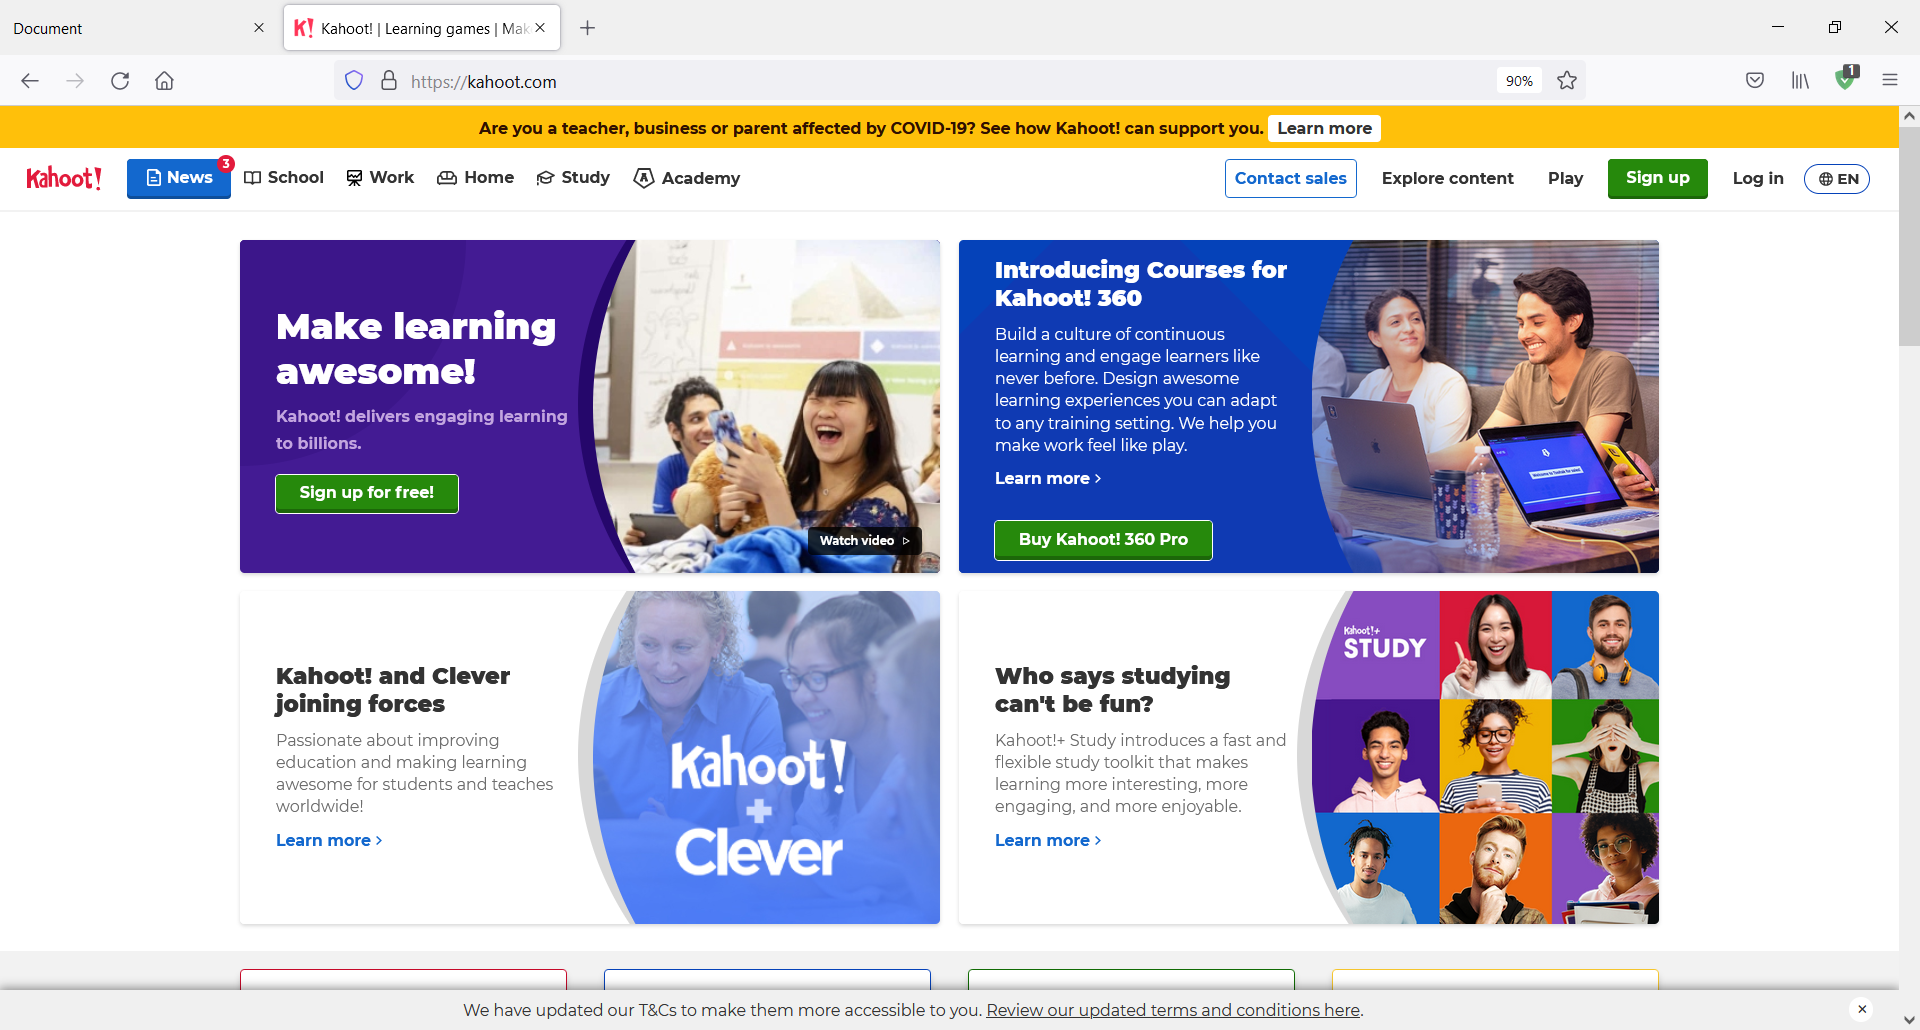 Document
Kahoot! | Learning games | Mak
https://kahoot.com
90%
1
Are you a teacher, business or parent affected by COVID-19? See how Kahoot! can support you. Learn more
Kahoot!
News
3
School
Work
Home
Study
Academy
Contact sales
Explore content
Play
Sign up
Log in
EN
Make learning
awesome!
Kahoot! delivers engaging learning
to billions.
Sign up for free!
Watch video
Introducing Courses for
Kahoot! 360
Build a culture of continuous
learning and engage learners like
never before. Design awesome
learning experiences you can adapt
to any training setting. We help you
make work feel like play.
Learn more
Buy Kahoot! 360 Pro
Kahoot! and Clever
joining forces
Passionate about improving
education and making learning
awesome for students and teaches
worldwide!
Learn more
Kahoot!
+
Clever
Who says studying
can't be fun?
Kahoot!+ Study introduces a fast and
flexible study toolkit that makes
learning more interesting, more
engaging, and more enjoyable.
Learn more
Kahoot!+
STUDY
We have updated our T&Cs to make them more accessible to you. Review our updated terms and conditions here.